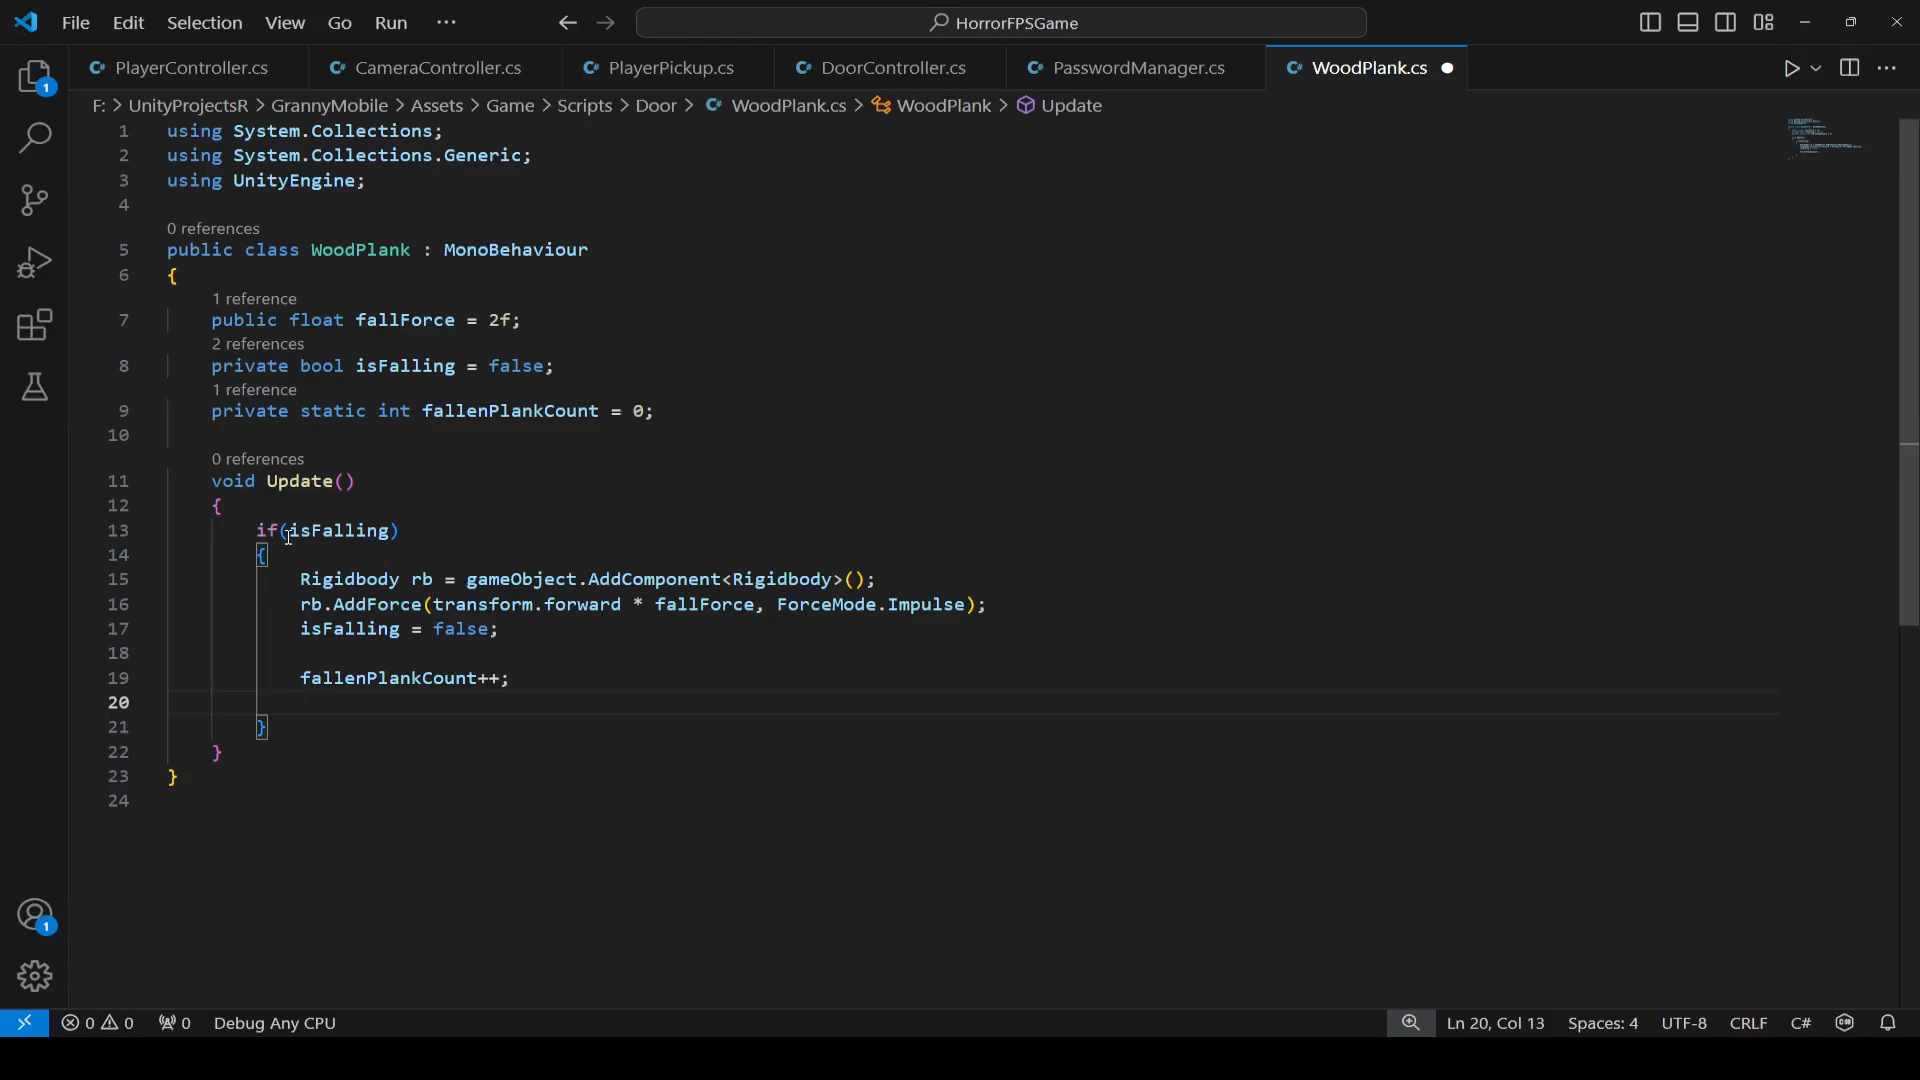 File Edit Selection View Go Run ··· HorrorFPSGame
PlayerController.cs CameraController.cs PlayerPickup.cs DoorController.cs PasswordManager.cs WoodPlank.cs
F: > UnityProjectsR > GrannyMobile > Assets > Game > Scripts > Door > WoodPlank.cs > WoodPlank > Update
1 using System.Collections;
2 using System.Collections.Generic;
3 using UnityEngine;
4
0 references
5 public class WoodPlank : MonoBehaviour
6 {
1 reference
7 public float fallForce = 2f;
2 references
8 private bool isFalling = false;
1 reference
9 private static int fallenPlankCount = 0;
10
0 references
11 void Update()
12 {
13 if(isFalling)
14 {
15 Rigidbody rb = gameObject.AddComponent<Rigidbody>();
16 rb.AddForce(transform.forward * fallForce, ForceMode.Impulse);
17 isFalling = false;
18
19 fallenPlankCount++;
20
21 }
22 }
23 }
24
1
1
0 0 0 Debug Any CPU Ln 20, Col 13 Spaces: 4 UTF-8 CRLF C#